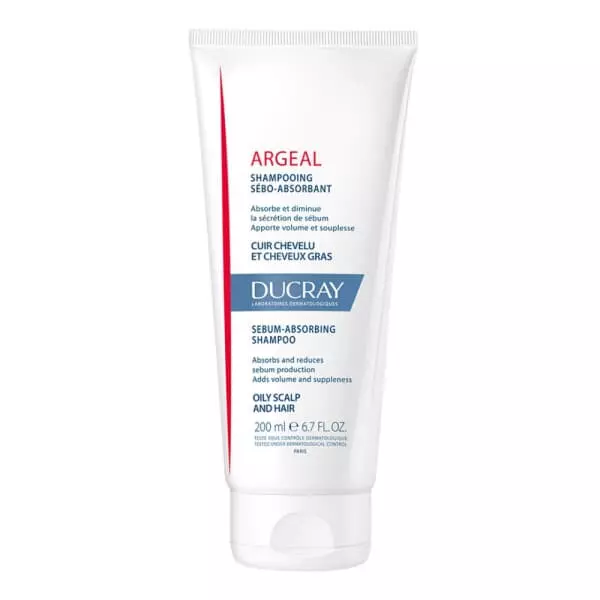 ARGEAL
SHAMPOOING
SÉBO-ABSORBANT
Absorbe et diminue
la sécrétion de sébum
Apporte volume et souplesse
CUIR CHEVELU
ET CHEVEUX GRAS
DUCRAY
LABORATOIRES DERMATOLOGIQUES
SEBUM-ABSORBING
SHAMPOO
Absorbs and reduces
sebum production
Adds volume and suppleness
OILY SCALP
AND HAIR
200 ml e 6.7 FL. OZ.
TESTÉ SOUS CONTRÔLE DERMATOLOGIQUE
TESTED UNDER DERMATOLOGICAL CONTROL
PARIS